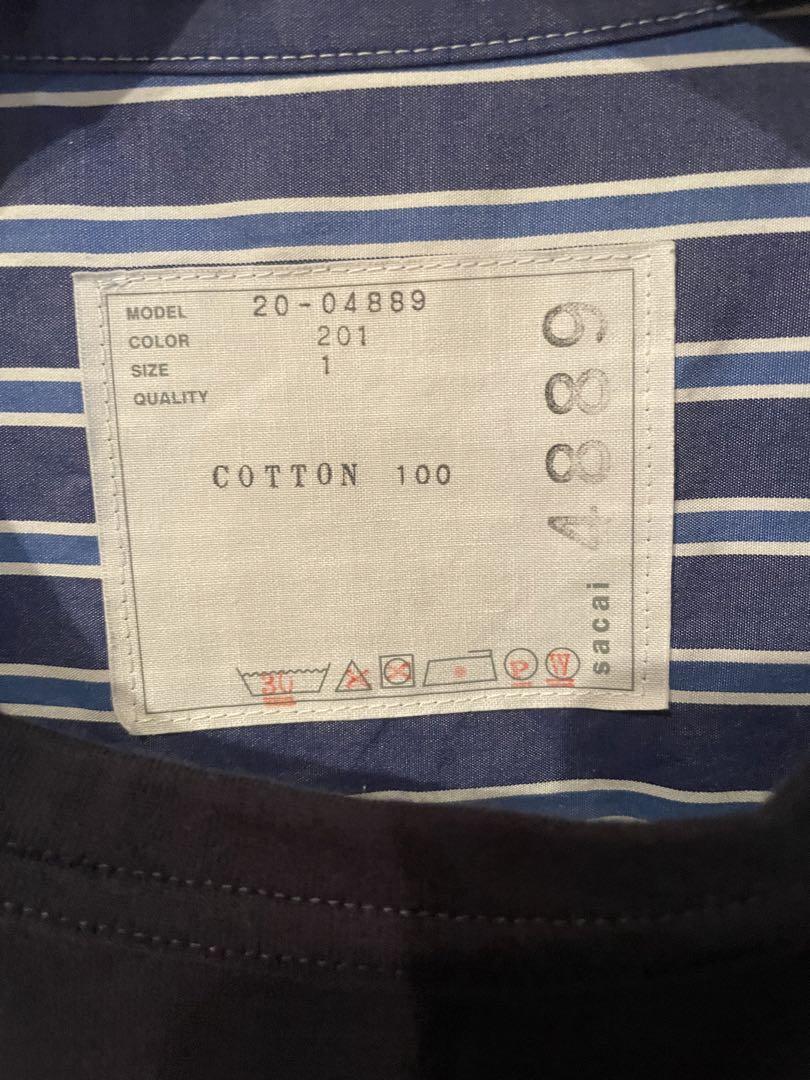 MODEL 20-04889
COLOR 201
SIZE 1
QUALITY
COTTON 100
30 P W
sacai 4889